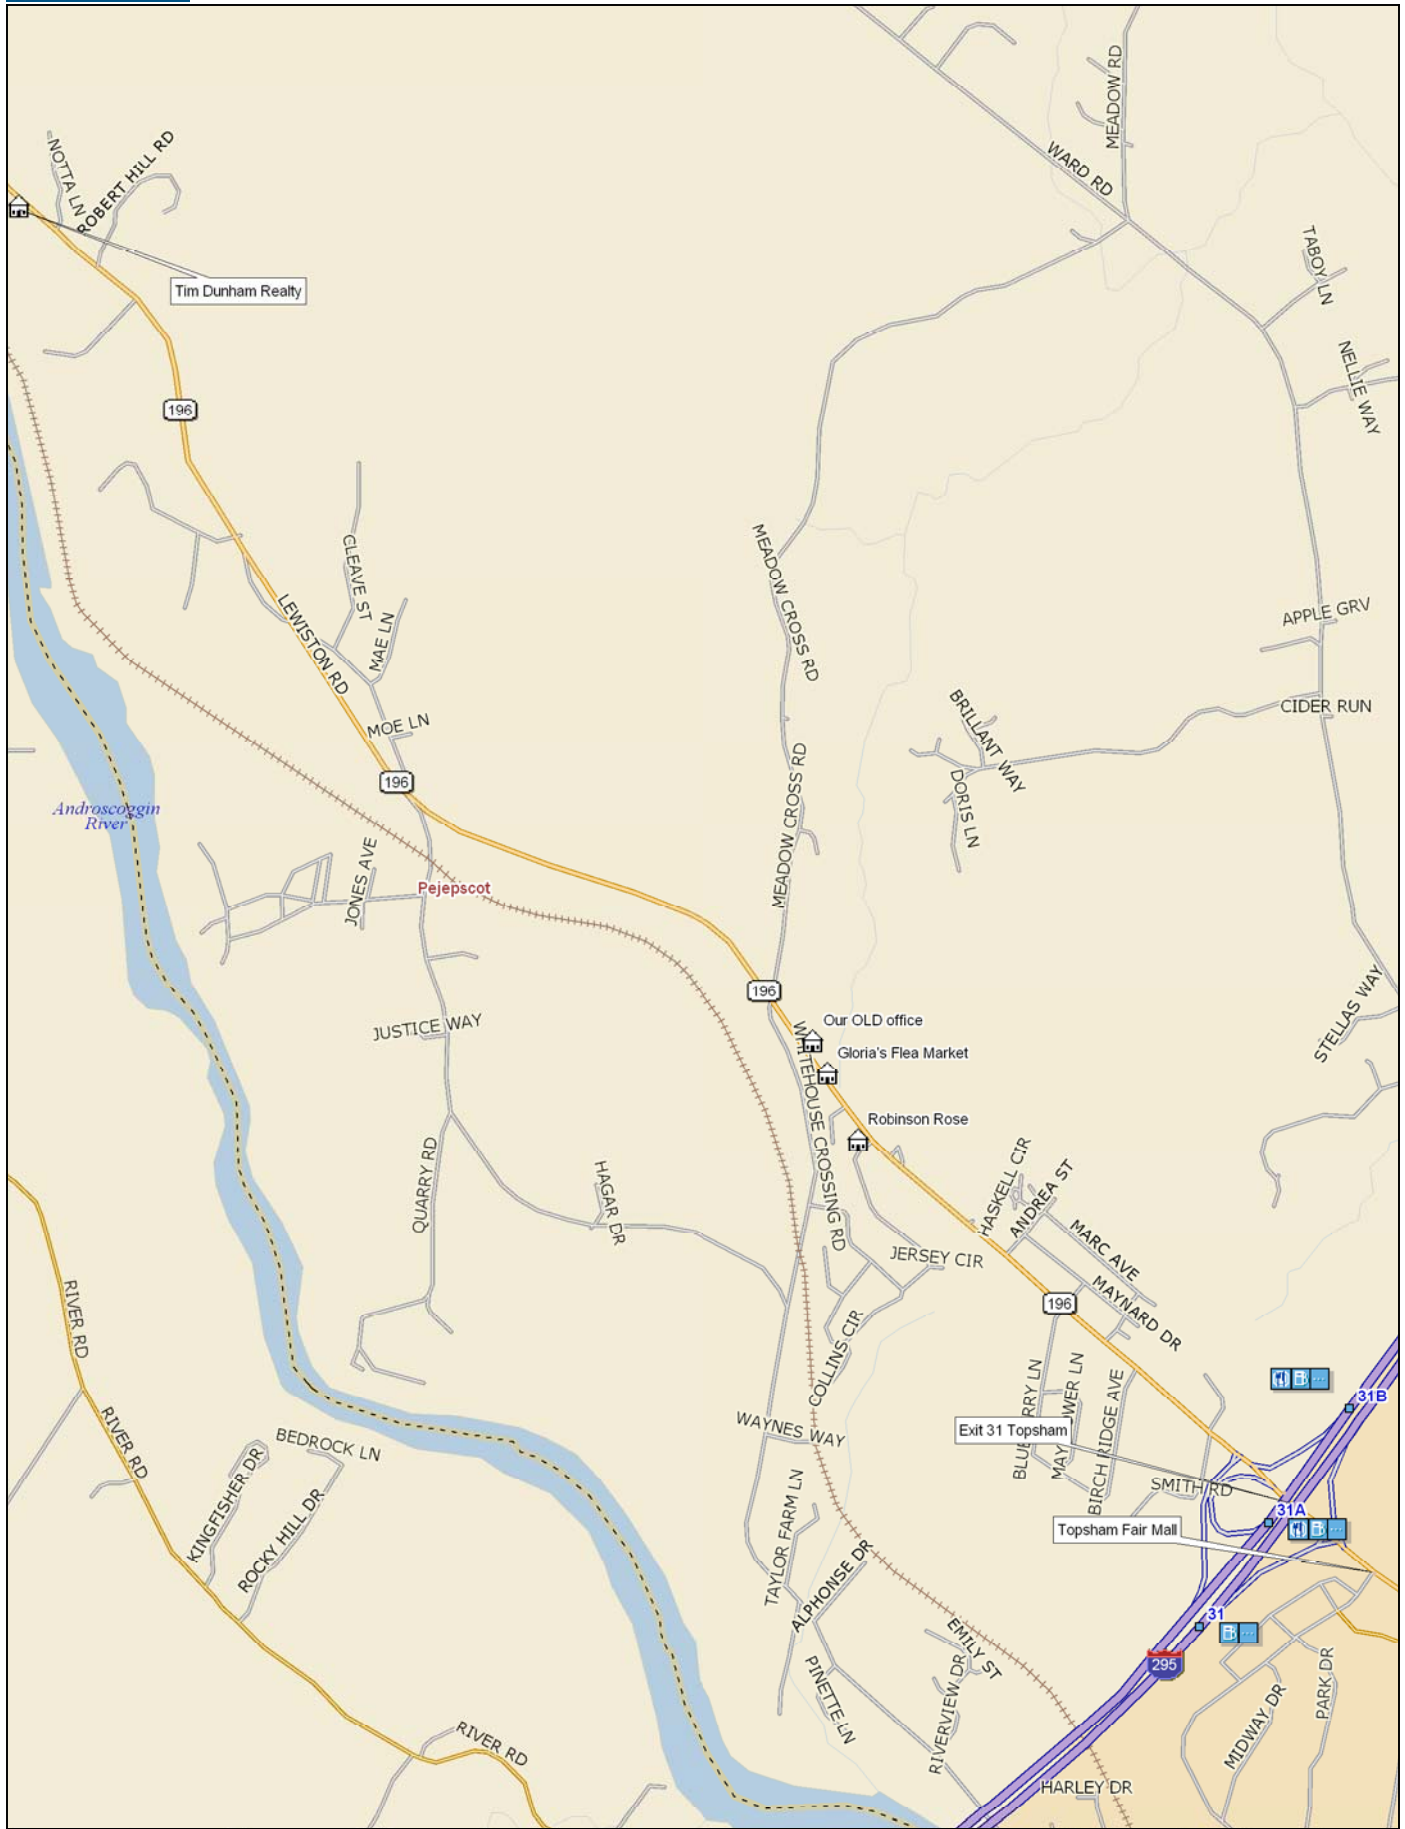 MEADOW RD
WARD RD
NOTTA LN
ROBERT HILL RD
Tim Dunham Realty
TABOY LN
NELLIE WAY
196
CLEAVE ST
MAE LN
LEWISTON RD
MOE LN
196
MEADOW CROSS RD
MEADOW CROSS RD
APPLE GRV
CIDER RUN
BRILLANT WAY
DORIS LN
Androscoggin
River
JONES AVE
Pejepscot
196
STELLAS WAY
JUSTICE WAY
Our OLD office
Gloria's Flea Market
WHITEHOUSE CROSSING RD
Robinson Rose
QUARRY RD
HAGAR DR
HASKELL CIR
ANDREA ST
MARC AVE
JERSEY CIR
MAYNARD DR
196
RIVER RD
COLLINS CIR
BIRCH RIDGE AVE
31B
Exit 31 Topsham
RIVER RD
BEDROCK LN
WAYNES WAY
KINGFISHER DR
ROCKY HILL DR
TAYLOR FARM LN
SMITH RD
31A
Topsham Fair Mall
ALPHONSE DR
31
EMILY ST
295
PINETTE LN
RIVERVIEW DR
PARK DR
MIDWAY DR
RIVER RD
HARLEY DR